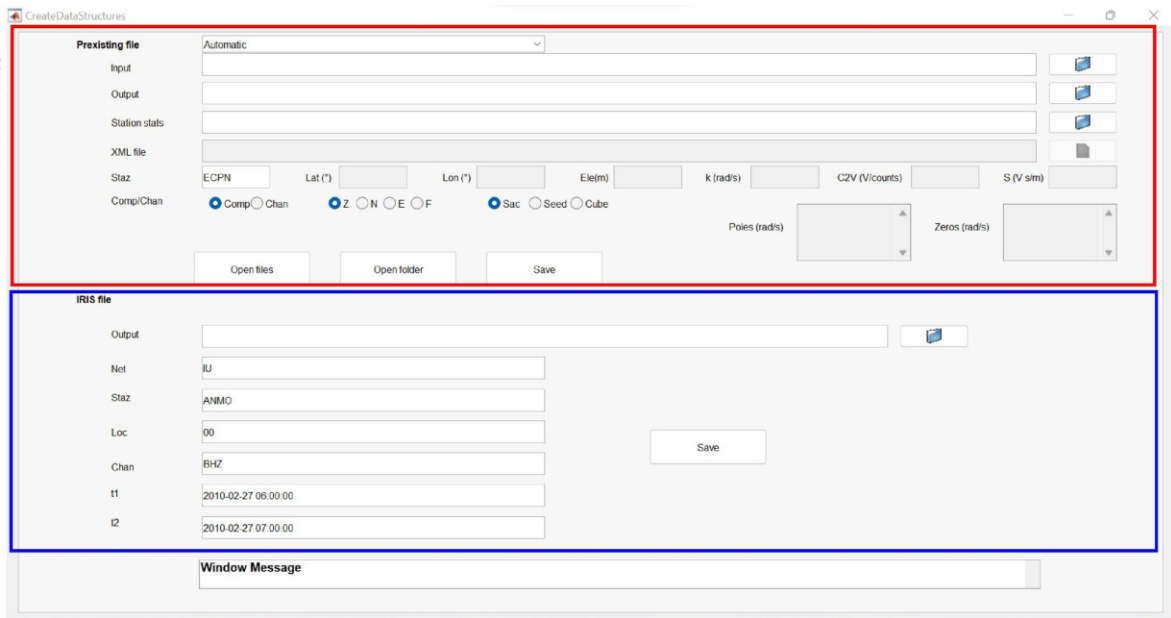 CreateDataStructures
Prexisting file Automatic
Input
Output
Station stats
XML file
Staz ECPN Lat (°) Lon (°) Ele(m) k (rad/s) C2V (V/counts) S (V s/m)
Comp/Chan Comp Chan Z N E F Sac Seed Cube
Poles (rad/s) Zeros (rad/s)
Open files Open folder Save
IRIS file
Output
Net IU
Staz ANMO
Loc 00
Save
Chan BHZ
t1 2010-02-27 06:00:00
t2 2010-02-27 07:00:00
Window Message